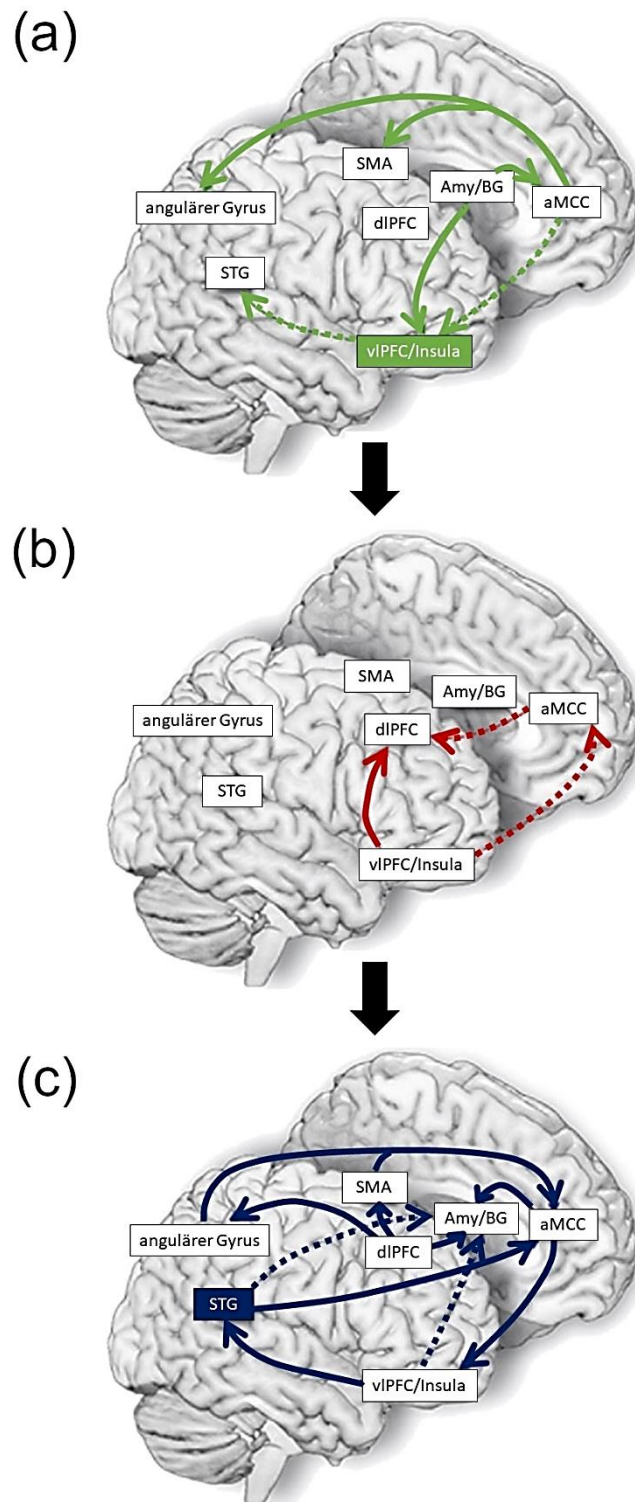 (a)
SMA
Amy/BG
aMCC
angulärer Gyrus
dlPFC
STG
vlPFC/Insula
(b)
SMA
Amy/BG
aMCC
angulärer Gyrus
dlPFC
STG
vlPFC/Insula
(c)
SMA
Amy/BG
aMCC
angulärer Gyrus
dlPFC
STG
vlPFC/Insula